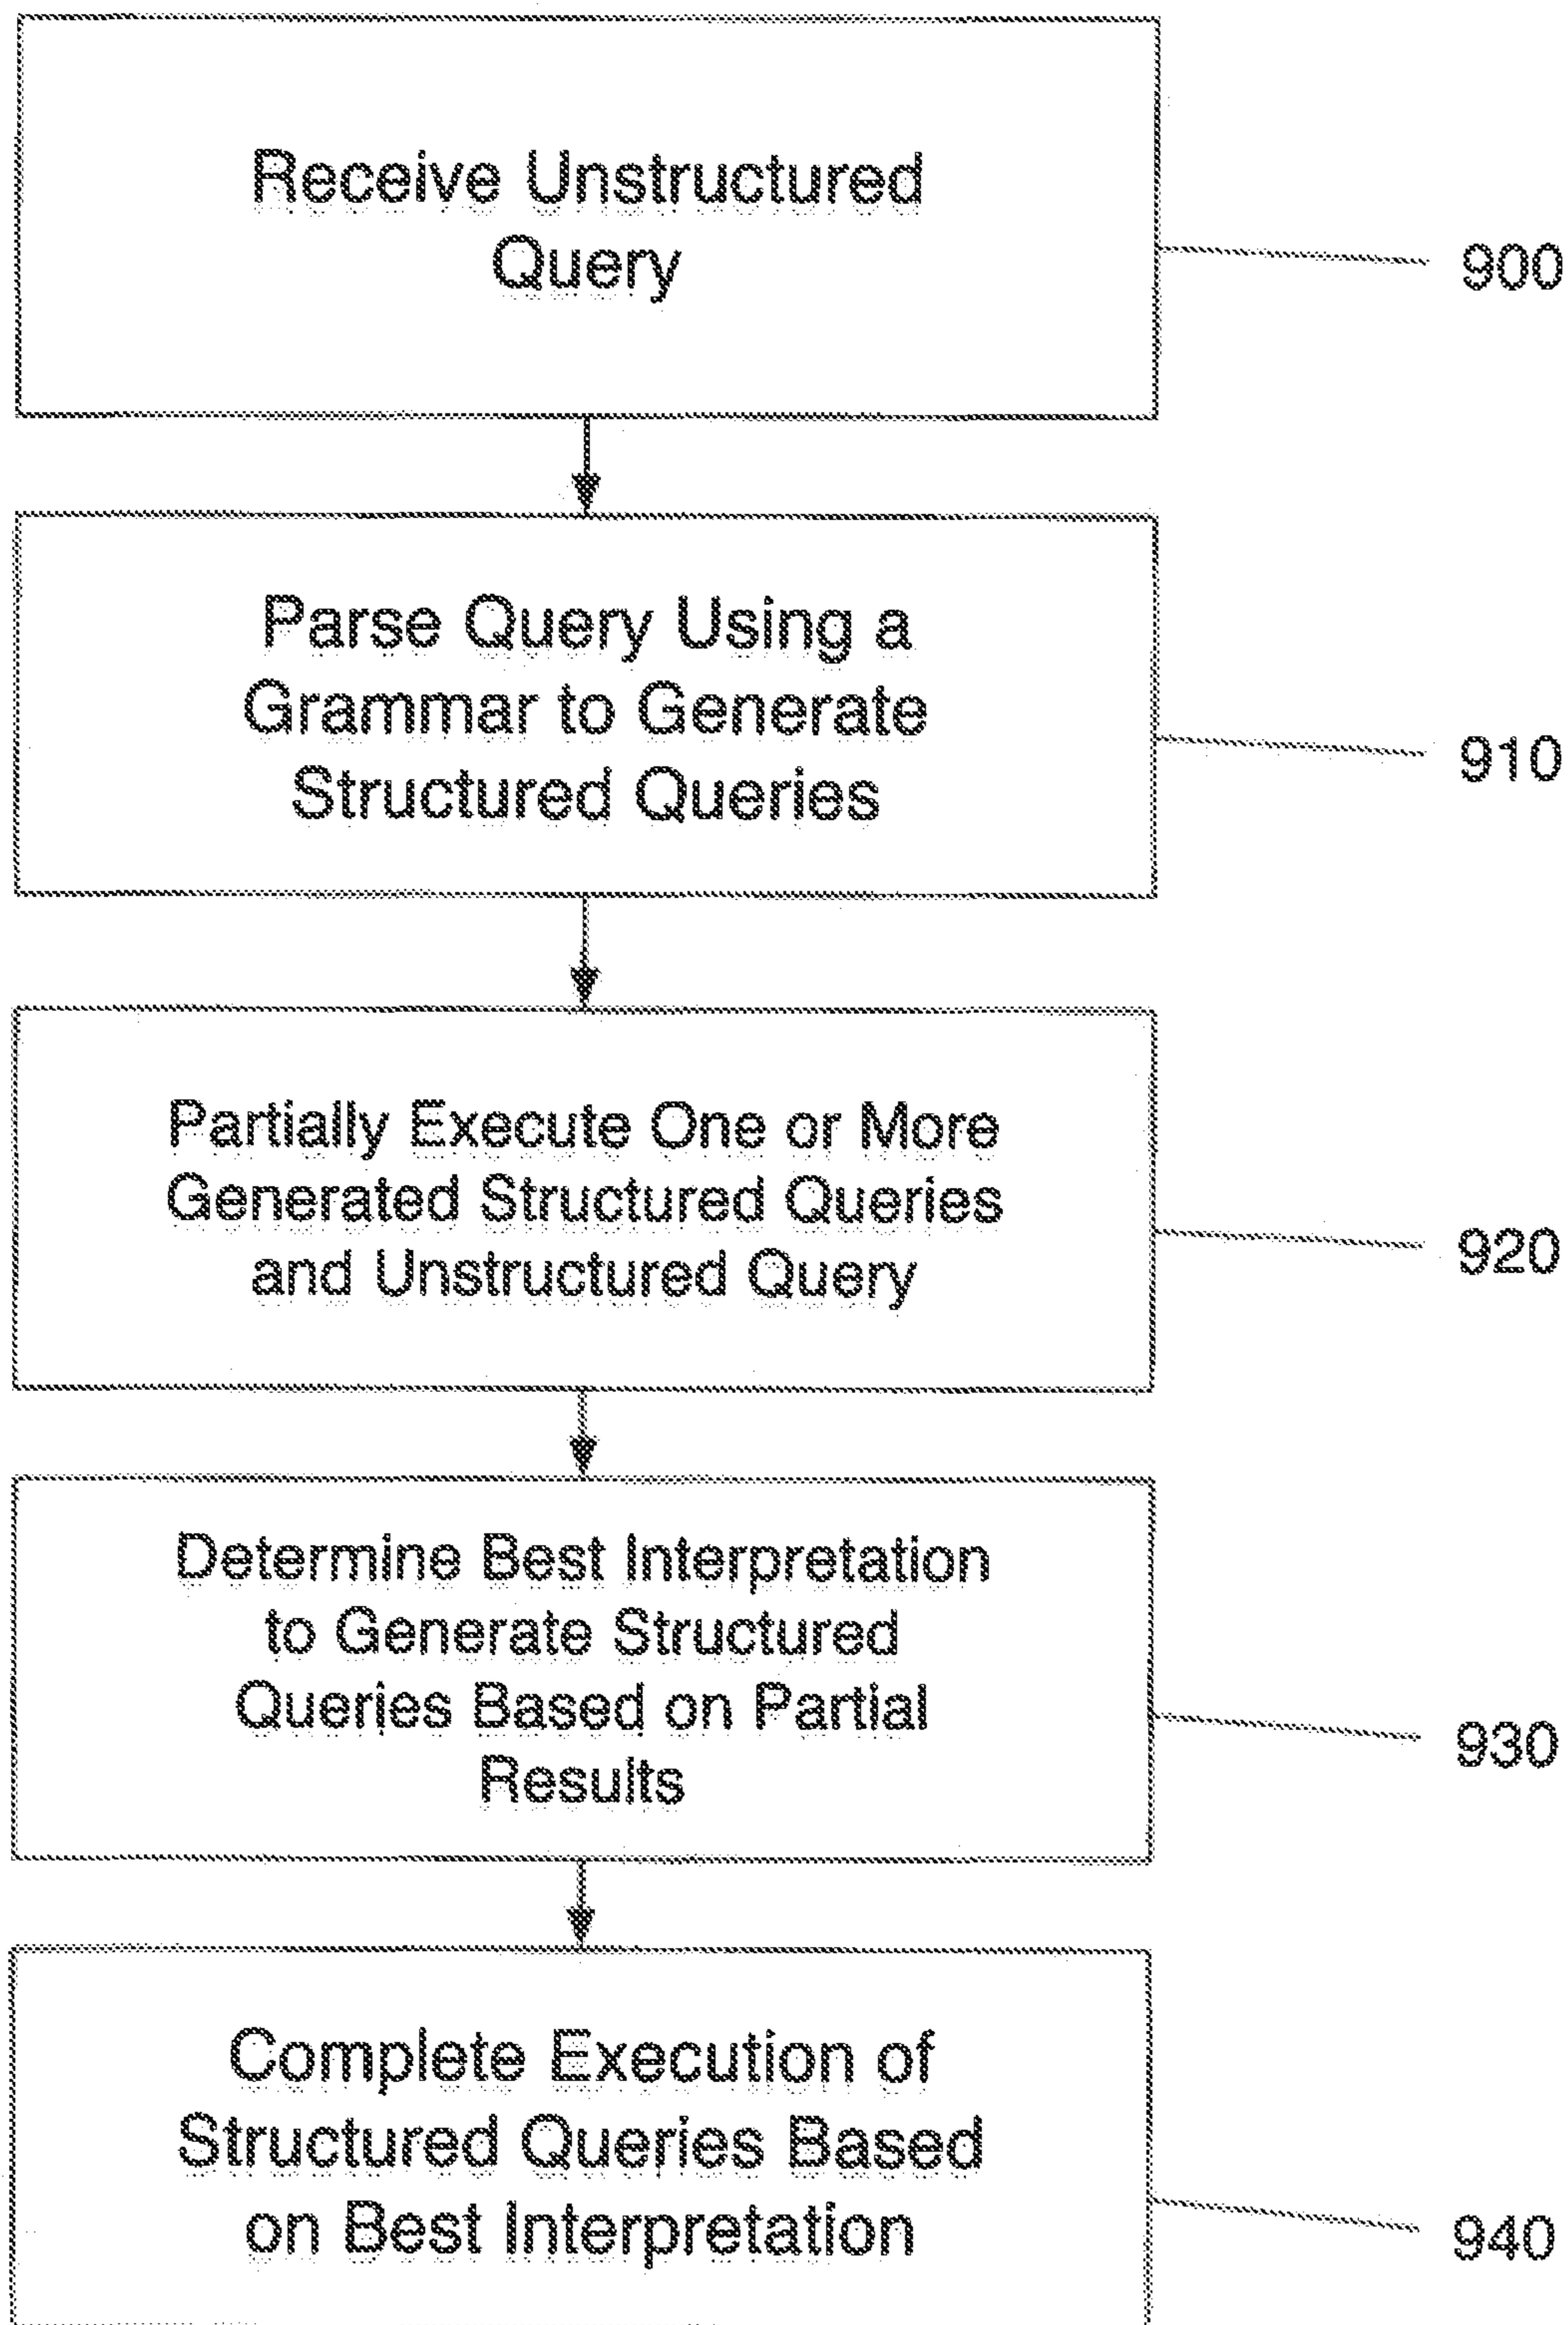 Receive Unstructured
Query
900
Parse Query Using a
Grammar to Generate
Structured Queries
910
Partially Execute One or More
Generated Structured Queries
and Unstructured Query
920
Determine Best Interpretation
to Generate Structured
Queries Based on Partial
Results
930
Complete Execution of
Structured Queries Based
on Best Interpretation
940